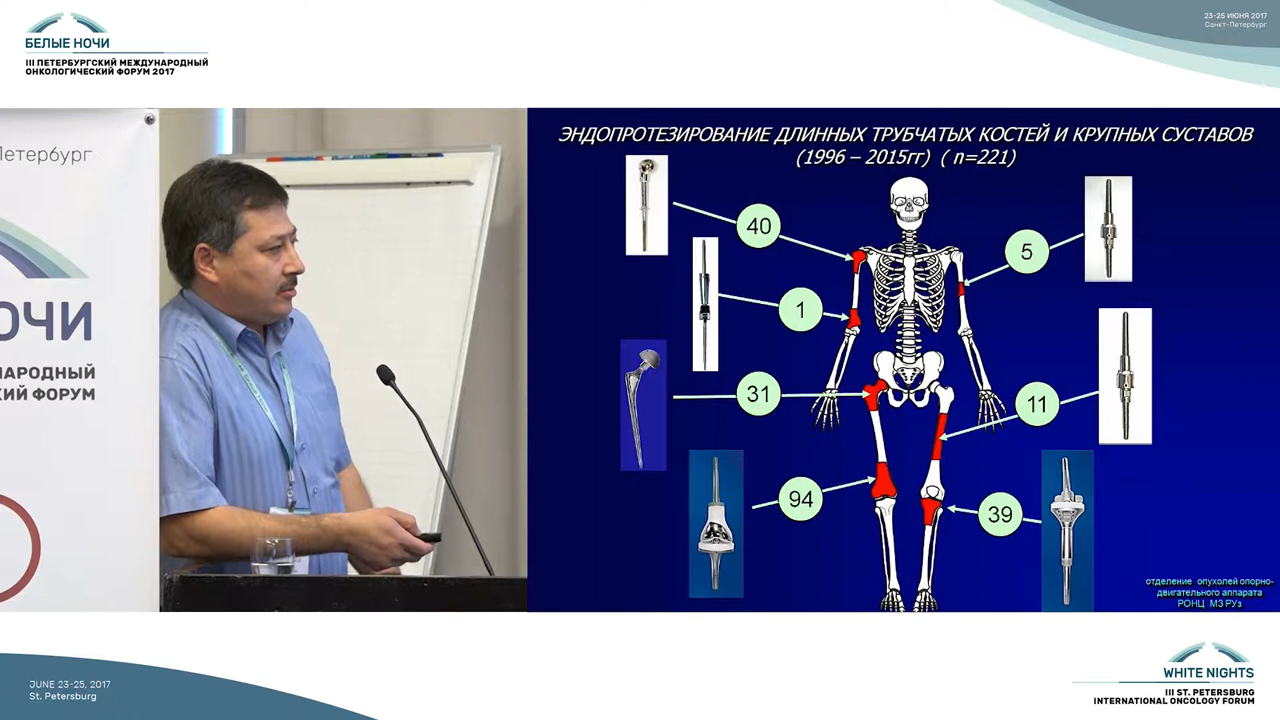 БЕЛЫЕ НОЧИ
III ПЕТЕРБУРГСКИЙ МЕЖДУНАРОДНЫЙ
ОНКОЛОГИЧЕСКИЙ ФОРУМ 2017
23-25 ИЮНЯ 2017
Санкт-Петербург
Петербург
ОЧИ
НАРОДНЫЙ
КИЙ ФОРУМ
ЭНДОПРОТЕЗИРОВАНИЕ ДЛИННЫХ ТРУБЧАТЫХ КОСТЕЙ И КРУПНЫХ СУСТАВОВ
(1996 – 2015гг) ( n=221)
40
5
1
31
11
94
39
отделение опухолей опорно-
двигательного аппарата
РОНЦ МЗ РУз
JUNE 23-25, 2017
St. Petersburg
WHITE NIGHTS
III ST. PETERSBURG
INTERNATIONAL ONCOLOGY FORUM